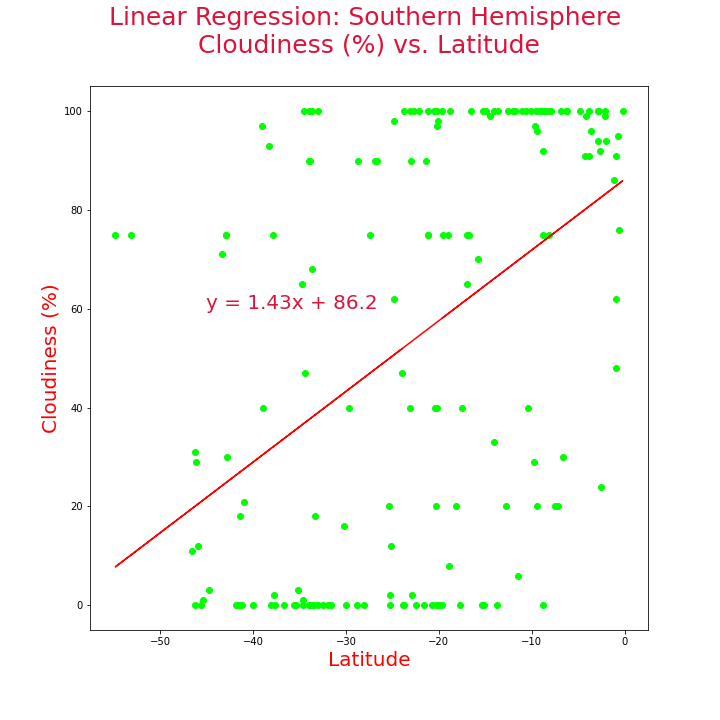 Linear Regression: Southern Hemisphere
Cloudiness (%) vs. Latitude
100
80
60
40
20
0
Cloudiness (%)
y = 1.43x + 86.2
−50
−40
−30
−20
−10
0
Latitude